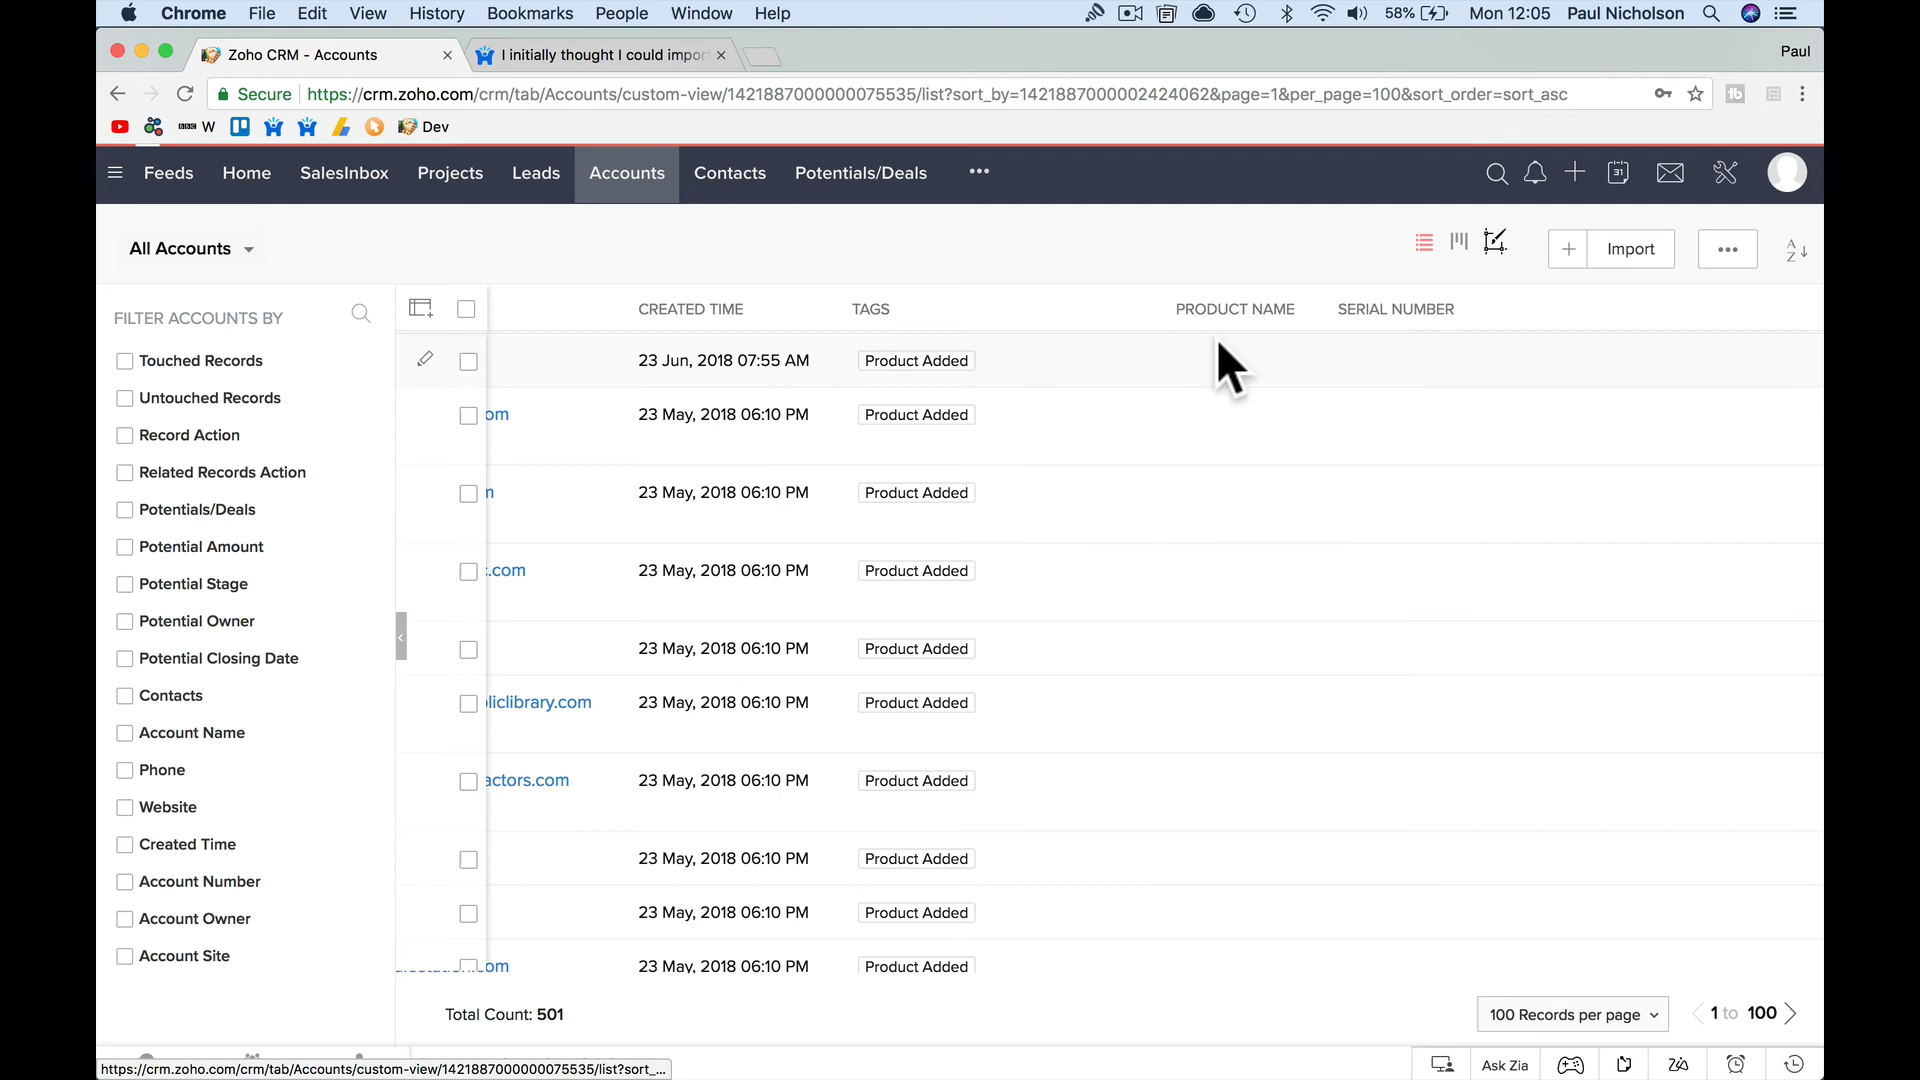 Chrome File Edit View History Bookmarks People Window Help 58% Mon 12:05 Paul Nicholson
Zoho CRM - Accounts I initially thought I could impor Paul
Secure https://crm.zoho.com/crm/tab/Accounts/custom-view/1421887000000075535/list?sort_by=1421887000002424062&page=1&per_page=100&sort_order=sort_asc
BBC W Dev
Feeds Home SalesInbox Projects Leads Accounts Contacts Potentials/Deals ••• 31
All Accounts + Import ••• A Z
FILTER ACCOUNTS BY CREATED TIME TAGS PRODUCT NAME SERIAL NUMBER
Touched Records 23 Jun, 2018 07:55 AM Product Added
Untouched Records om 23 May, 2018 06:10 PM Product Added
Record Action
Related Records Action m 23 May, 2018 06:10 PM Product Added
Potentials/Deals
Potential Amount .com 23 May, 2018 06:10 PM Product Added
Potential Stage
Potential Owner 23 May, 2018 06:10 PM Product Added
Potential Closing Date
Contacts liclibrary.com 23 May, 2018 06:10 PM Product Added
Account Name
Phone actors.com 23 May, 2018 06:10 PM Product Added
Website
Created Time 23 May, 2018 06:10 PM Product Added
Account Number
Account Owner 23 May, 2018 06:10 PM Product Added
Account Site om 23 May, 2018 06:10 PM Product Added
Total Count: 501 100 Records per page 1 to 100
https://crm.zoho.com/crm/tab/Accounts/custom-view/1421887000000075535/list?sort_... Ask Zia